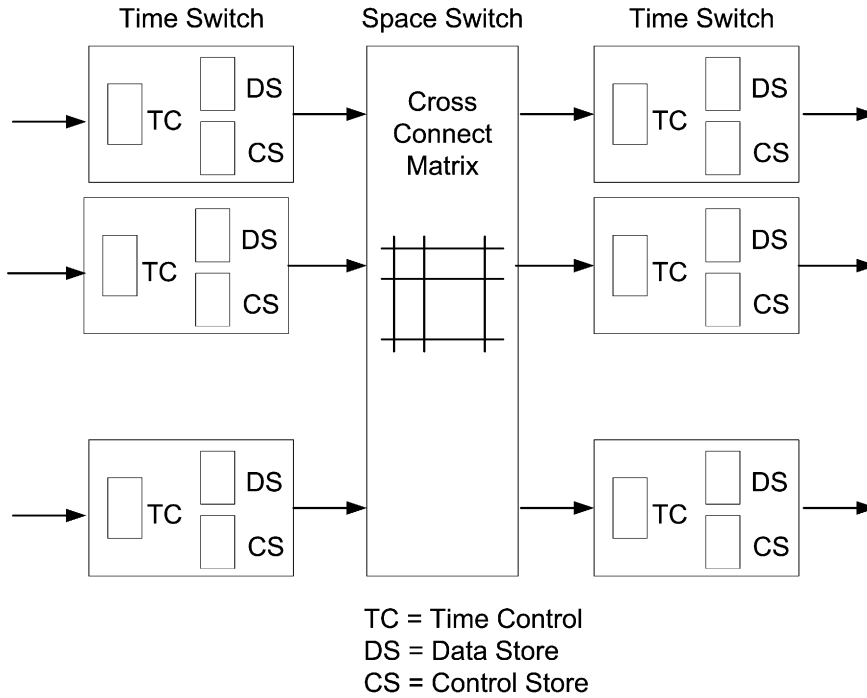 Time Switch
Space Switch
Time Switch
TC
DS
CS
Cross
Connect
Matrix
TC
DS
CS
TC
DS
CS
TC
DS
CS
TC
DS
CS
TC
DS
CS
TC = Time Control
DS = Data Store
CS = Control Store